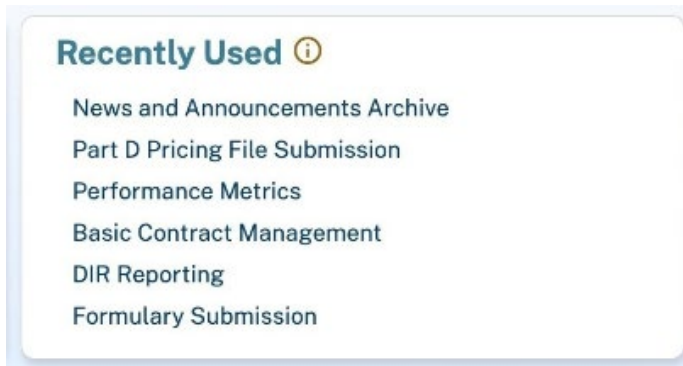 Recently Used
News and Announcements Archive
Part D Pricing File Submission
Performance Metrics
Basic Contract Management
DIR Reporting
Formulary Submission